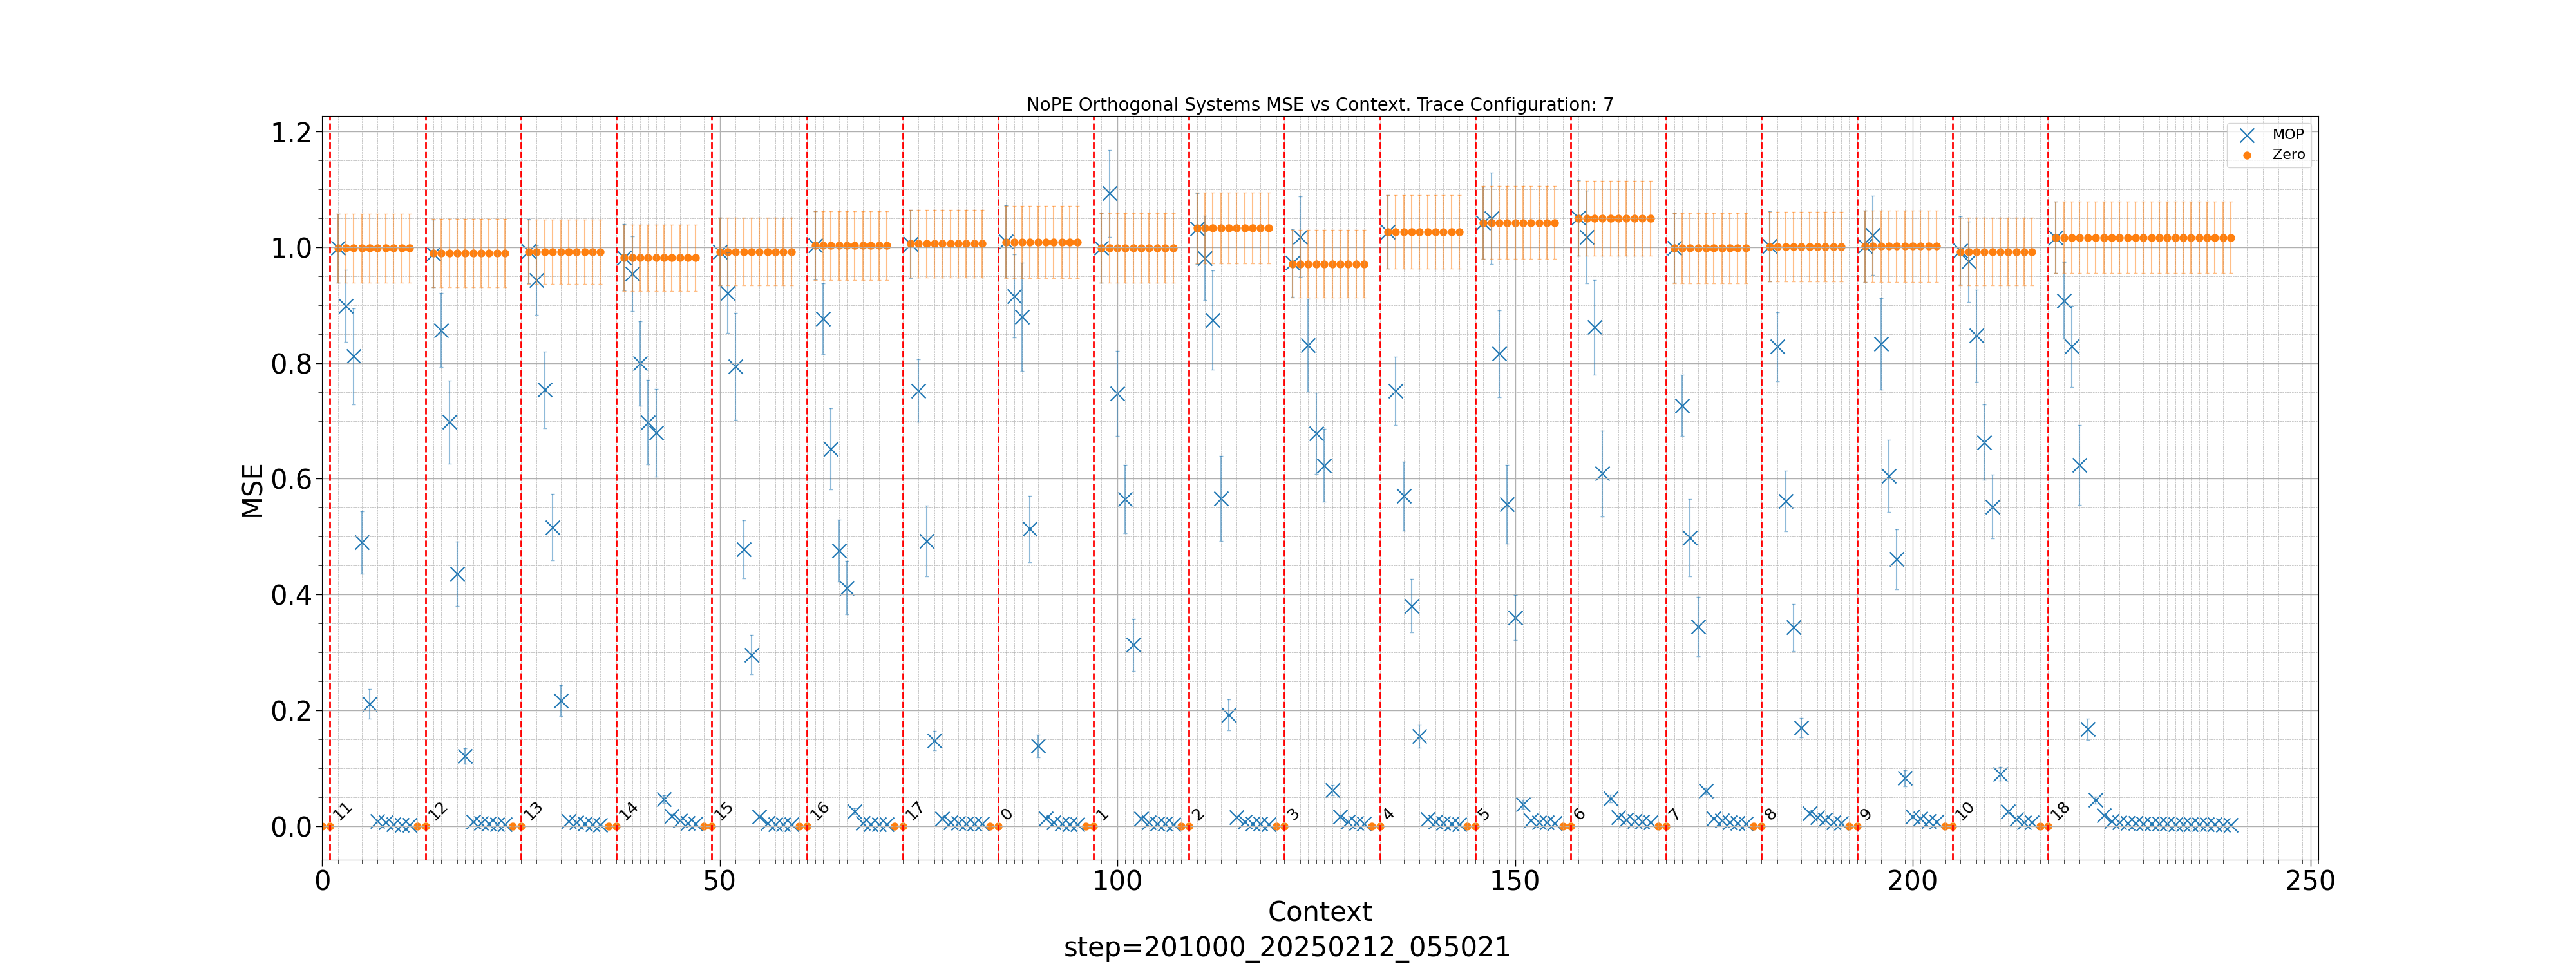 NoPE Orthogonal Systems MSE vs Context. Trace Configuration: 7
MOP
Zero
MSE
1.2
1.0
0.8
0.6
0.4
0.2
0.0
11 12 13 14 15 16 17 0 1 2 3 4 5 6 7 8 9 10 18
0 50 100 150 200 250
Context
step=201000_20250212_055021